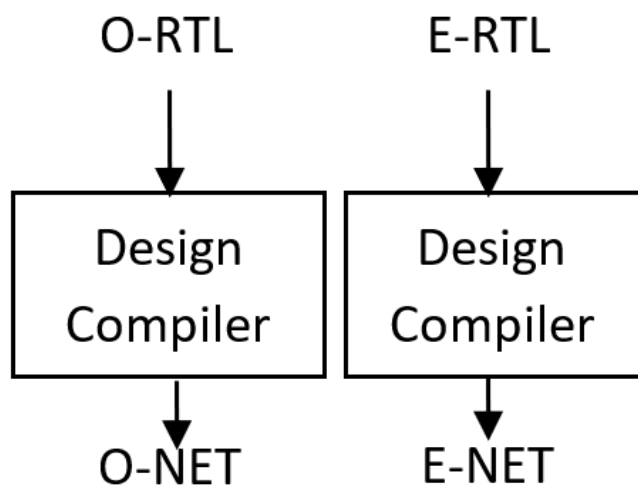 O-RTL E-RTL
Design Design
Compiler Compiler
O-NET E-NET